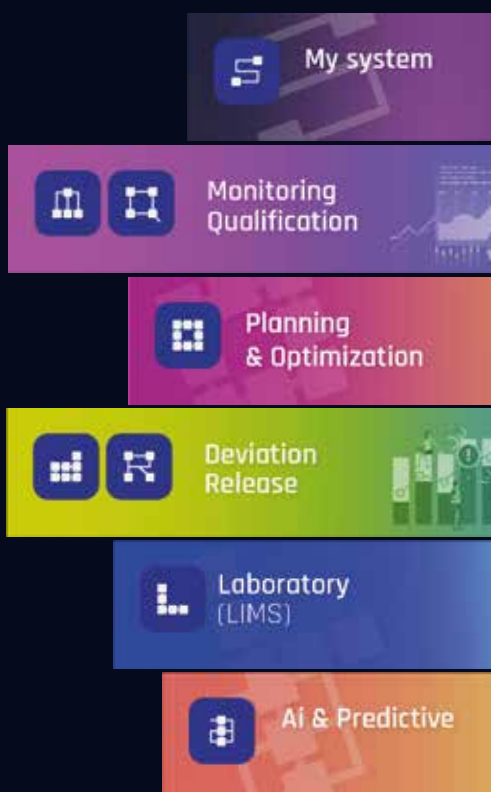 My system
Monitoring
Qualification
Planning
& Optimization
Deviation
Release
Laboratory
(LIMS)
Ai & Predictive